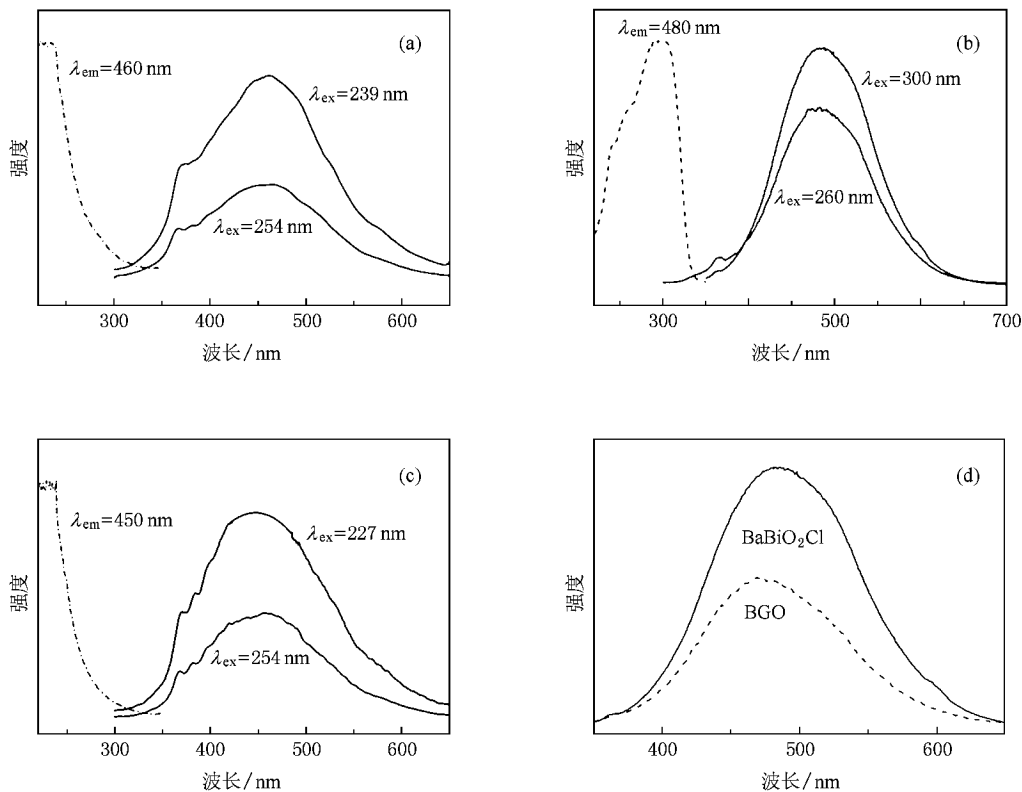 (a)
λem=460 nm
λex=239 nm
λex=254 nm
强度
300
400
500
600
波长/nm
(b)
λem=480 nm
λex=300 nm
λex=260 nm
强度
300
500
700
波长/nm
(c)
λem=450 nm
λex=227 nm
λex=254 nm
强度
300
400
500
600
波长/nm
(d)
BaBiO₂Cl
BGO
强度
400
500
600
波长/nm